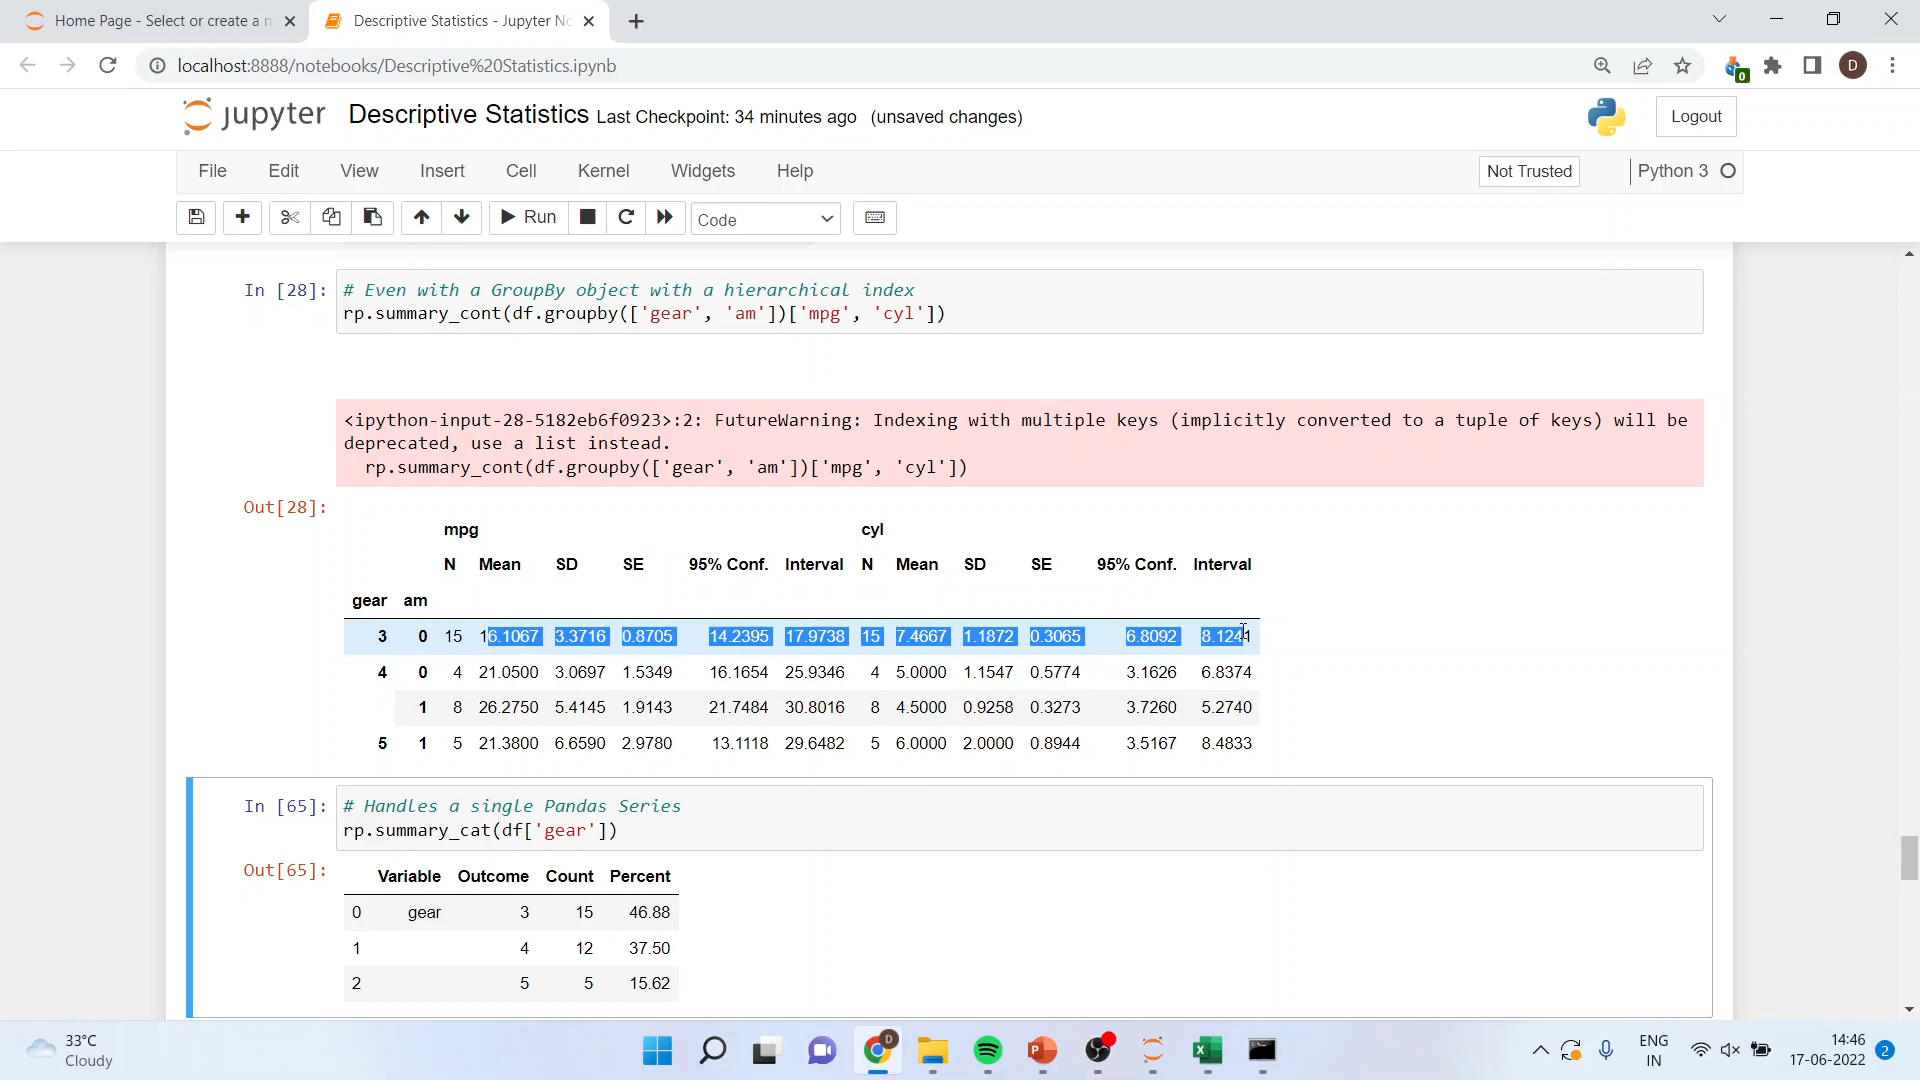 Home Page - Select or create a n
Descriptive Statistics - Jupyter No
localhost:8888/notebooks/Descriptive%20Statistics.ipynb
0
D
jupyter Descriptive Statistics Last Checkpoint: 34 minutes ago (unsaved changes)
Logout
File Edit View Insert Cell Kernel Widgets Help
Not Trusted
Python 3
Run
Code
In [28]: # Even with a GroupBy object with a hierarchical index
rp.summary_cont(df.groupby(['gear', 'am'])['mpg', 'cyl'])
<ipython-input-28-5182eb6f0923>:2: FutureWarning: Indexing with multiple keys (implicitly converted to a tuple of keys) will be
deprecated, use a list instead.
rp.summary_cont(df.groupby(['gear', 'am'])['mpg', 'cyl'])
Out[28]:
mpg cyl
N Mean SD SE 95% Conf. Interval N Mean SD SE 95% Conf. Interval
gear am
3 0 15 16.1067 3.3716 0.8705 14.2395 17.9738 15 7.4667 1.1872 0.3065 6.8092 8.1241
4 0 4 21.0500 3.0697 1.5349 16.1654 25.9346 4 5.0000 1.1547 0.5774 3.1626 6.8374
1 8 26.2750 5.4145 1.9143 21.7484 30.8016 8 4.5000 0.9258 0.3273 3.7260 5.2740
5 1 5 21.3800 6.6590 2.9780 13.1118 29.6482 5 6.0000 2.0000 0.8944 3.5167 8.4833
In [65]: # Handles a single Pandas Series
rp.summary_cat(df['gear'])
Out[65]:
Variable Outcome Count Percent
0 gear 3 15 46.88
1 4 12 37.50
2 5 5 15.62
33°C
Cloudy
D
ENG
IN
14:46
17-06-2022
2